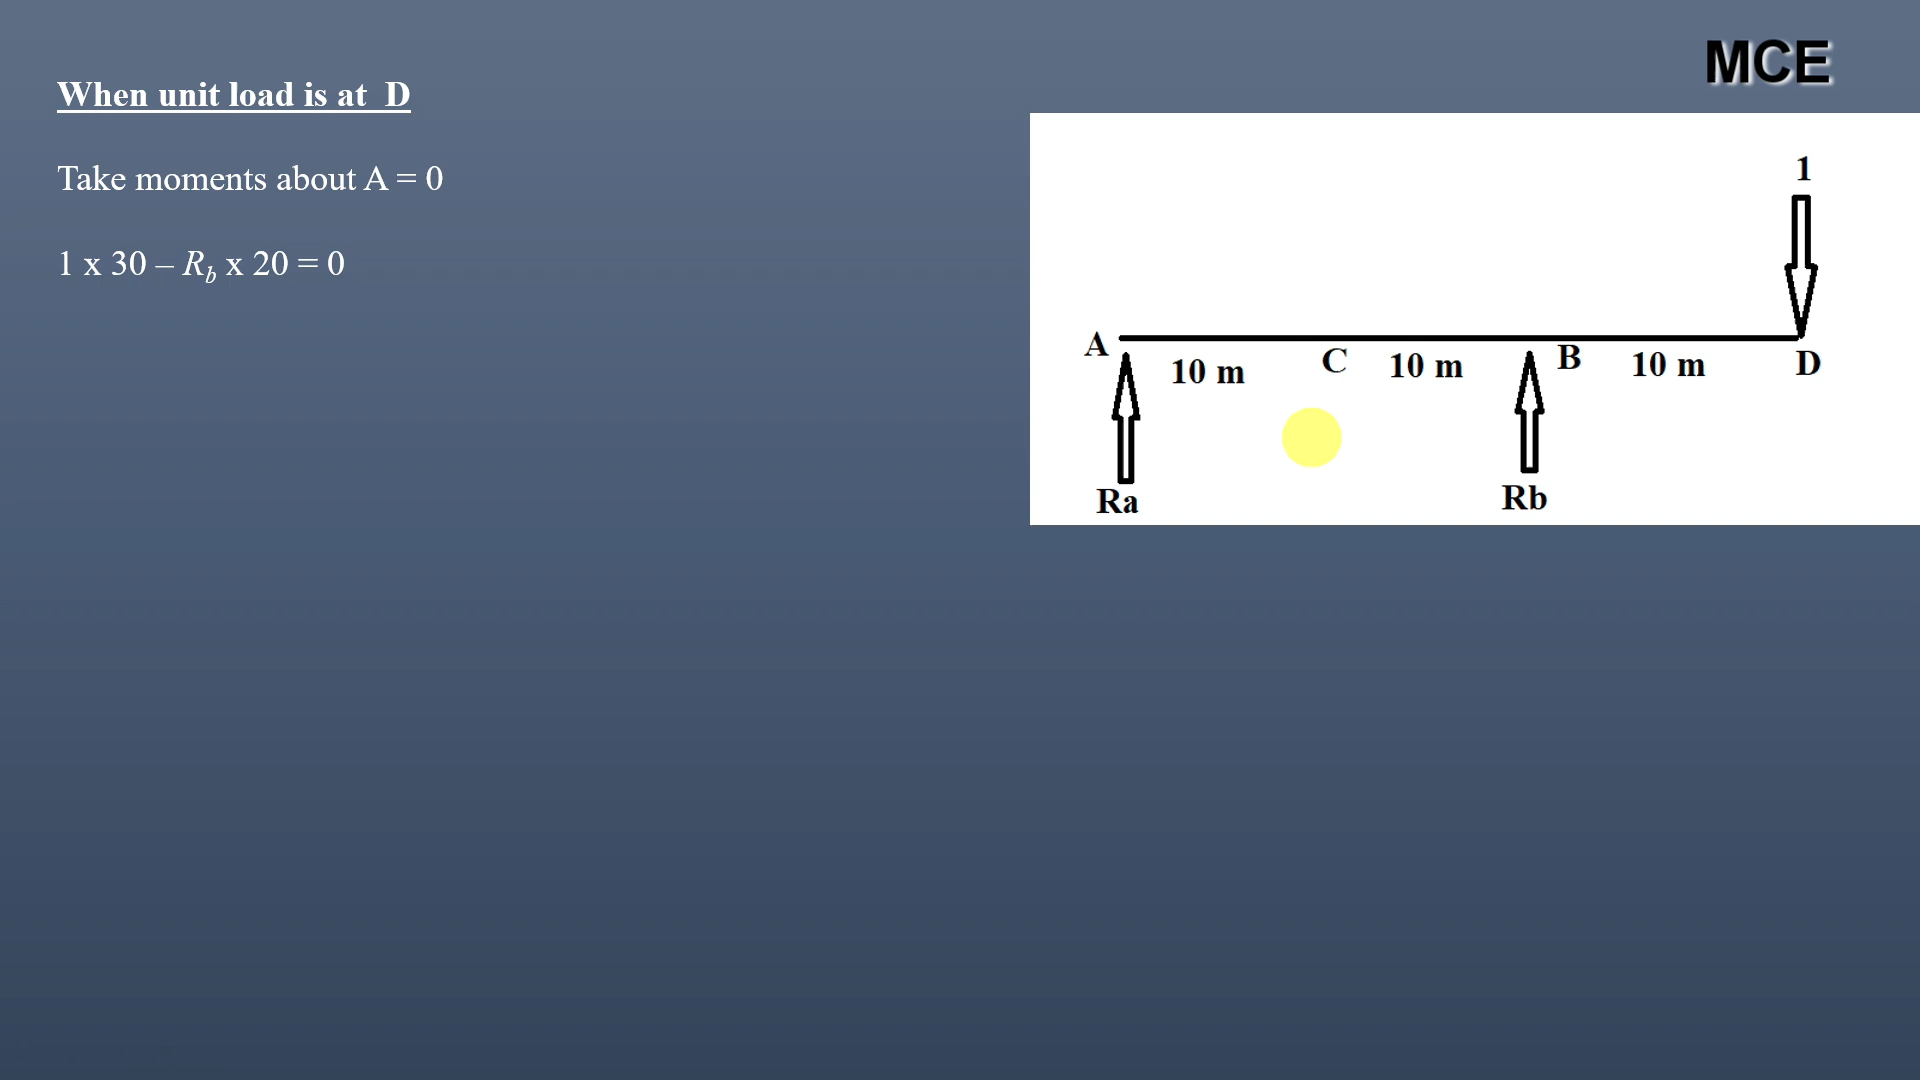 MCE
When unit load is at D
Take moments about A = 0
1 x 30 – Rb x 20 = 0
1
A 10 m C 10 m B 10 m D
Ra Rb